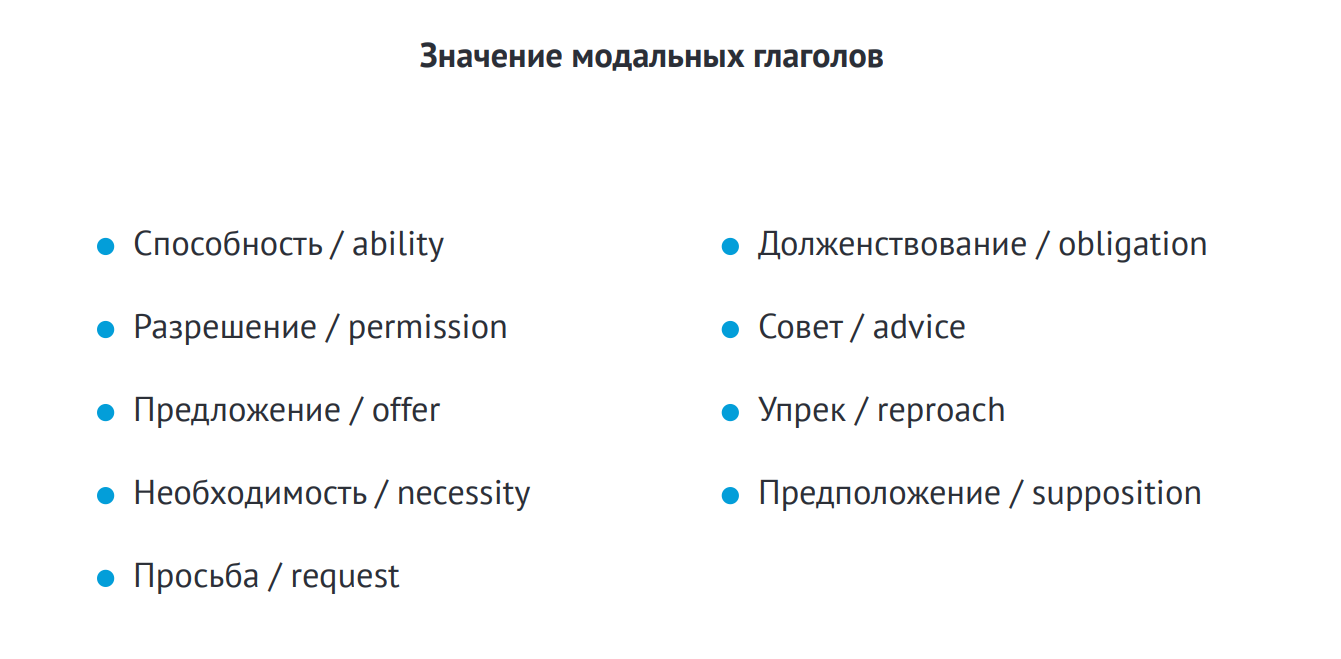 Значение модальных глаголов
Способность / ability
Разрешение / permission
Предложение / offer
Необходимость / necessity
Просьба / request
Долженствование / obligation
Совет / advice
Упрек / reproach
Предположение / supposition